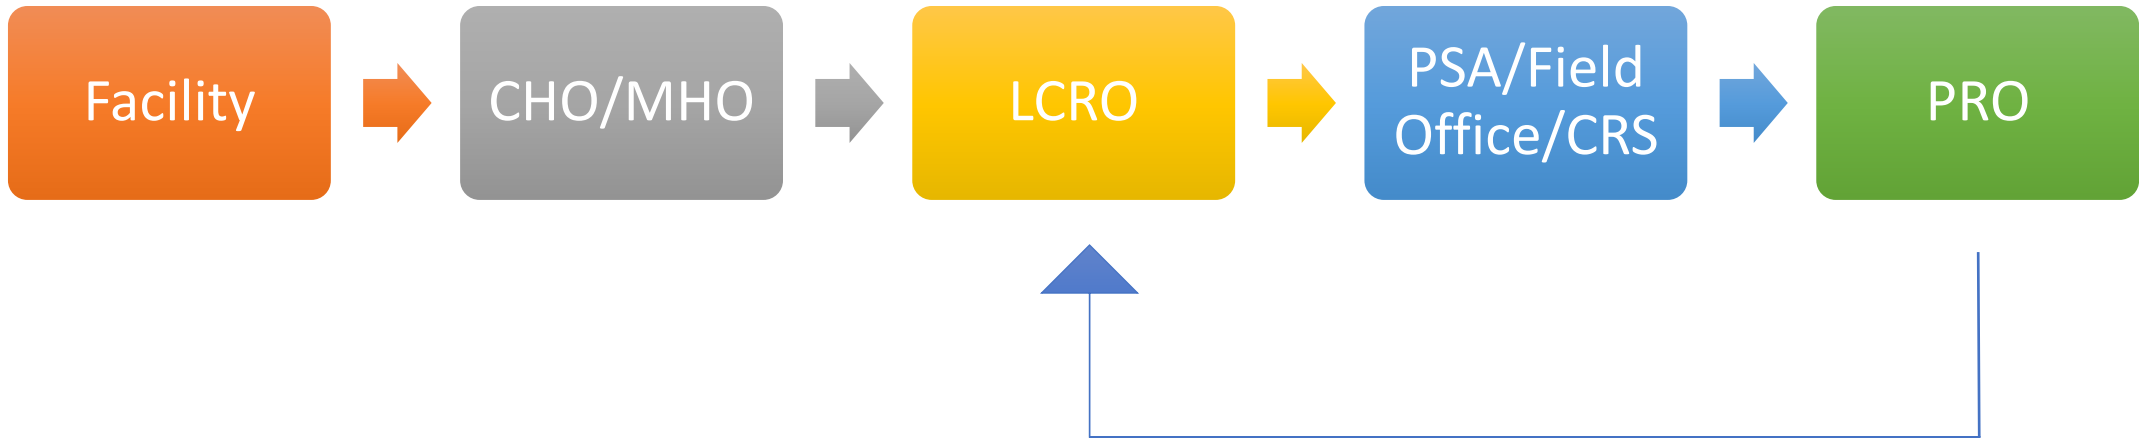 Facility
CHO/MHO
LCRO
PSA/Field
Office/CRS
PRO